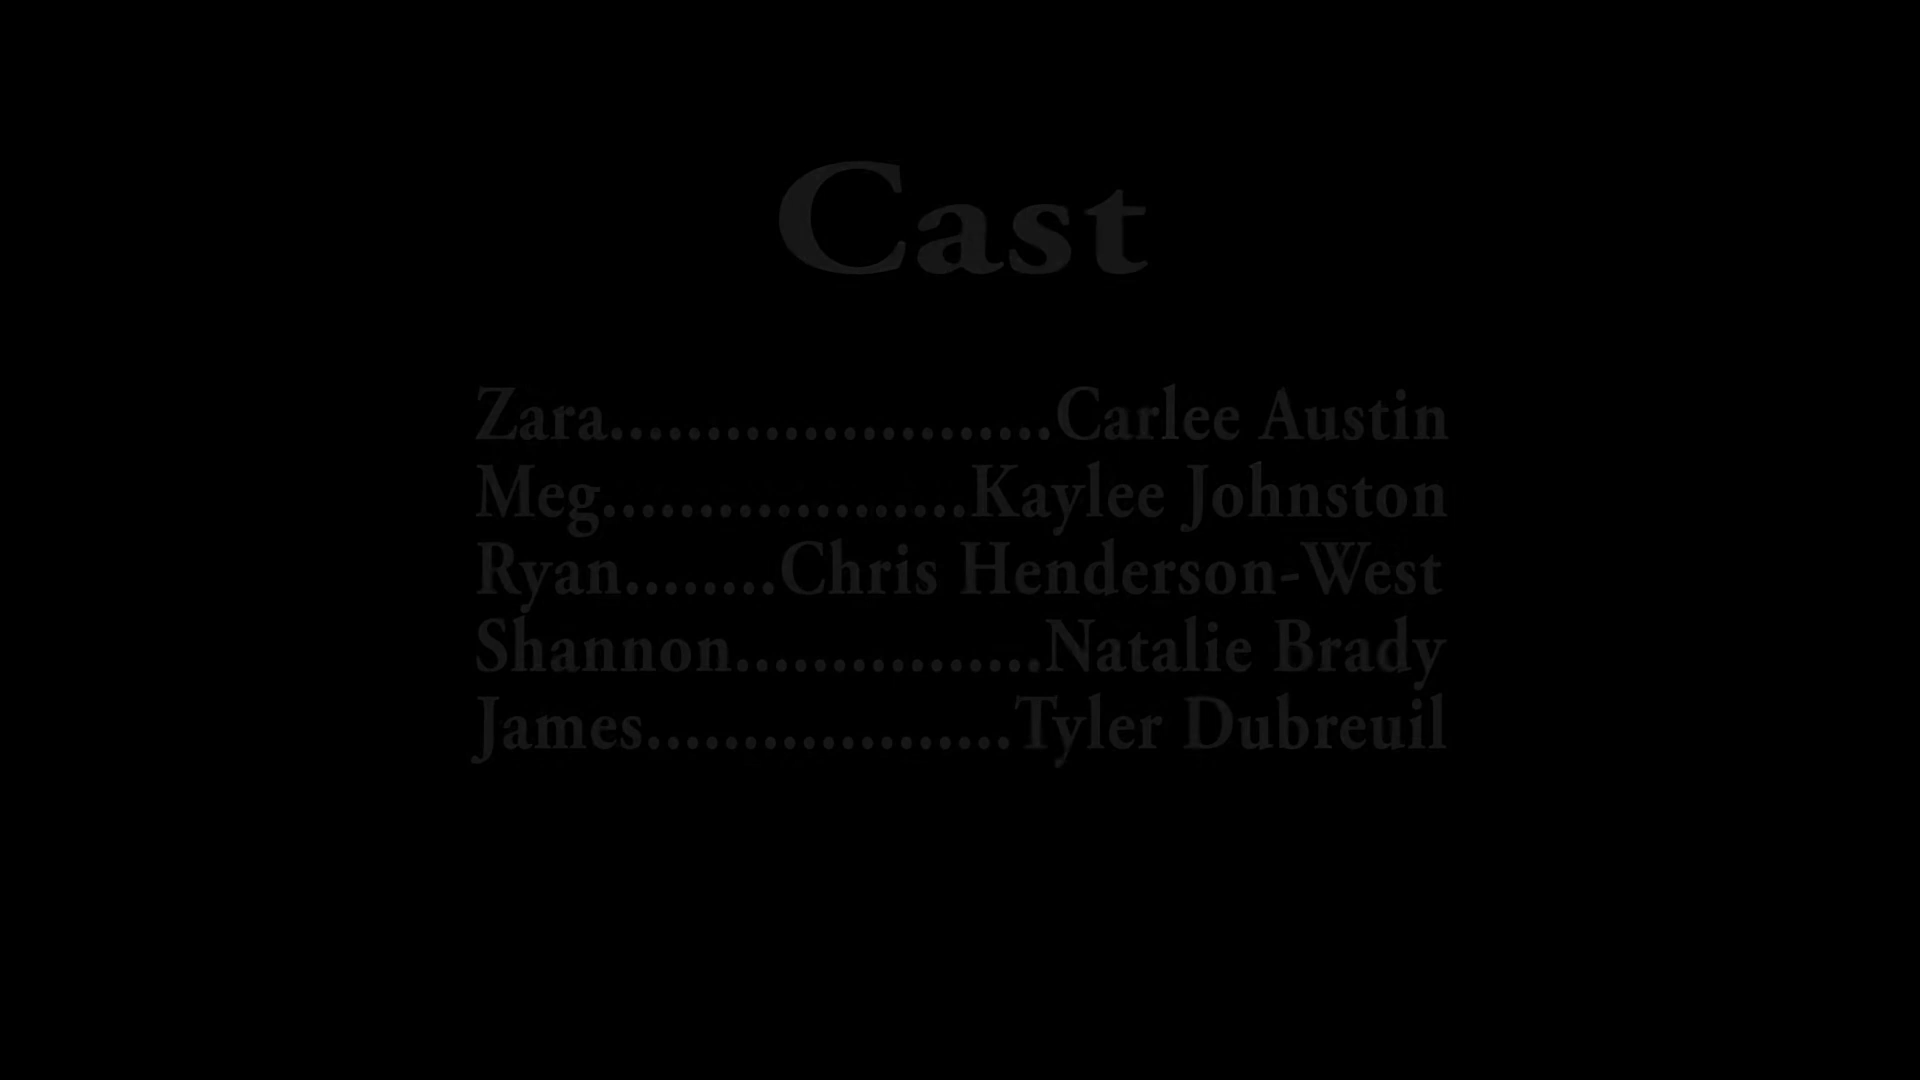 Cast
Zara.......................Carlee Austin
Meg...................Kaylee Johnston
Ryan........Chris Henderson-West
Shannon................Natalie Brady
James...................Tyler Dubreuil